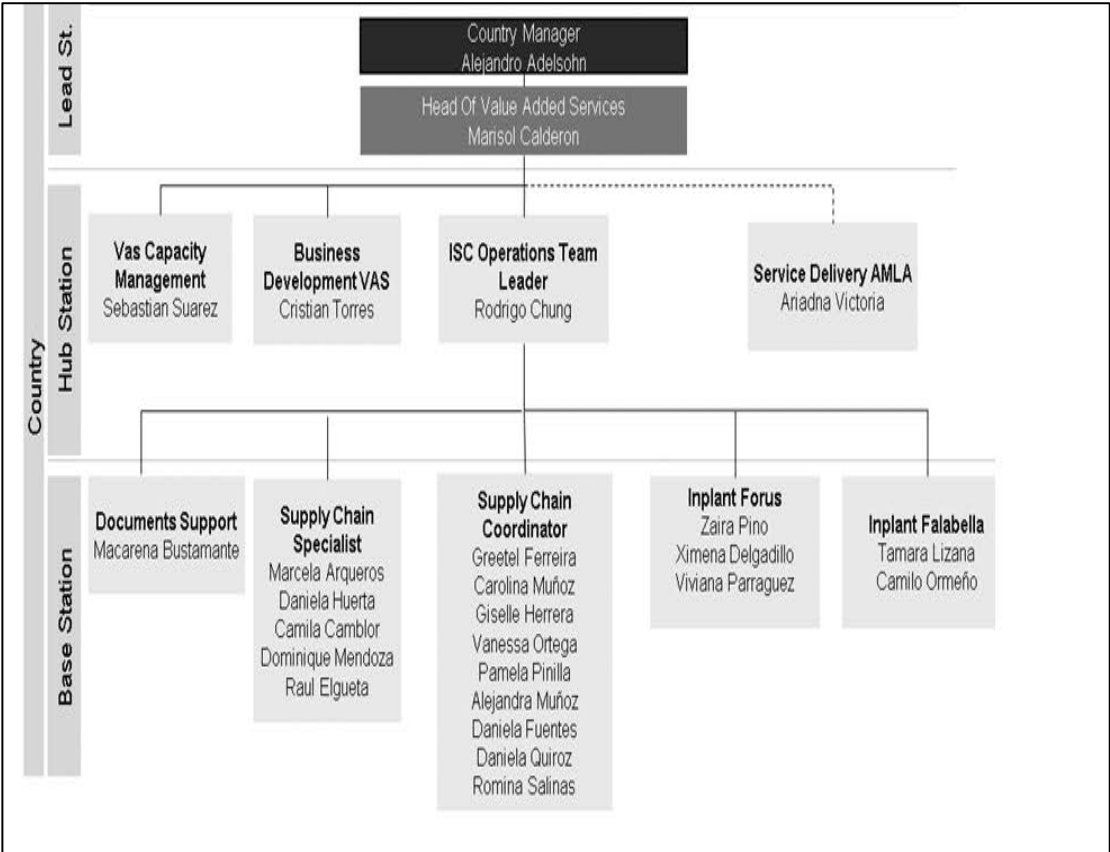 Country
Lead St.
Country Manager
Alejandro Adelsohn
Head Of Value Added Services
Marisol Calderon
Hub Station
Vas Capacity
Management
Sebastian Suarez
Business
Development VAS
Cristian Torres
ISC Operations Team
Leader
Rodrigo Chung
Service Delivery AMLA
Ariadna Victoria
Base Station
Documents Support
Macarena Bustamante
Supply Chain
Specialist
Marcela Arqueros
Daniela Huerta
Camila Camblor
Dominique Mendoza
Raul Elgueta
Supply Chain
Coordinator
Greetel Ferreira
Carolina Muñoz
Giselle Herrera
Vanessa Ortega
Pamela Pinilla
Alejandra Muñoz
Daniela Fuentes
Daniela Quiroz
Romina Salinas
Inplant Forus
Zaira Pino
Ximena Delgadillo
Viviana Parraguez
Inplant Falabella
Tamara Lizana
Camilo Ormeño